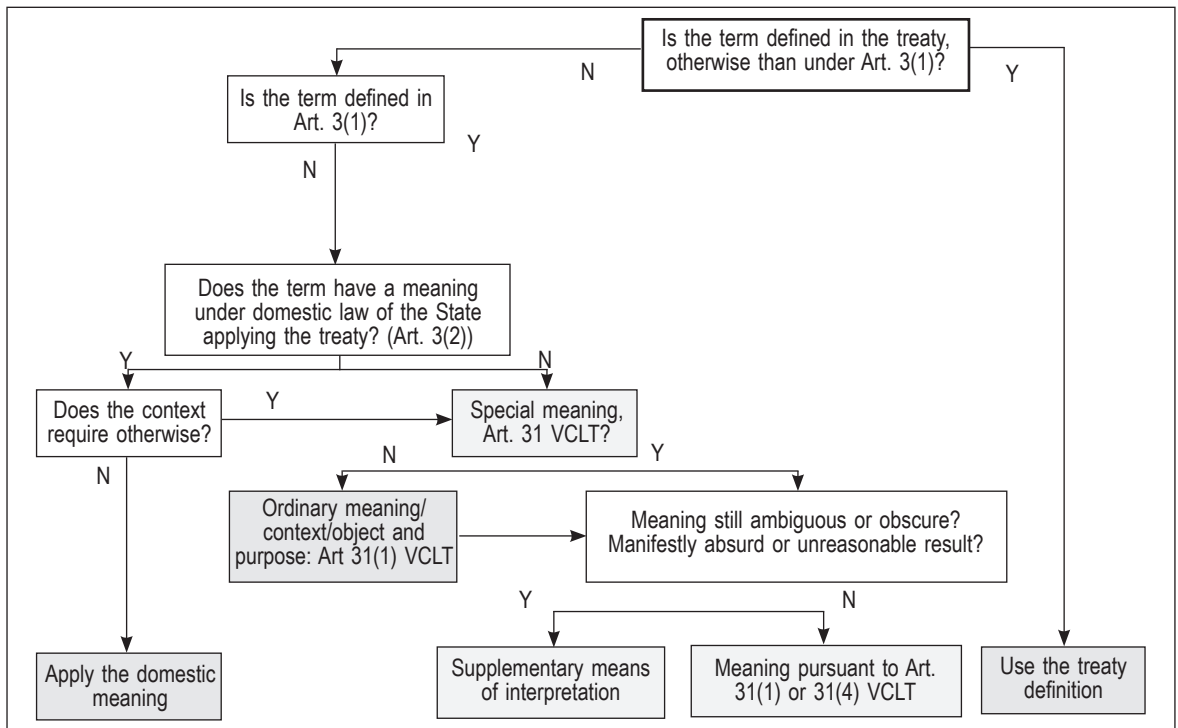 Is the term defined in the treaty,
otherwise than under Art. 3(1)?
N
Y
Is the term defined in
Art. 3(1)?
Y
N
Does the term have a meaning
under domestic law of the State
applying the treaty? (Art. 3(2))
Y
N
Does the context
require otherwise?
Y
Special meaning,
Art. 31 VCLT?
N
N
Y
Ordinary meaning/
context/object and
purpose: Art 31(1) VCLT
Meaning still ambiguous or obscure?
Manifestly absurd or unreasonable result?
Y
N
Apply the domestic
meaning
Supplementary means
of interpretation
Meaning pursuant to Art.
31(1) or 31(4) VCLT
Use the treaty
definition